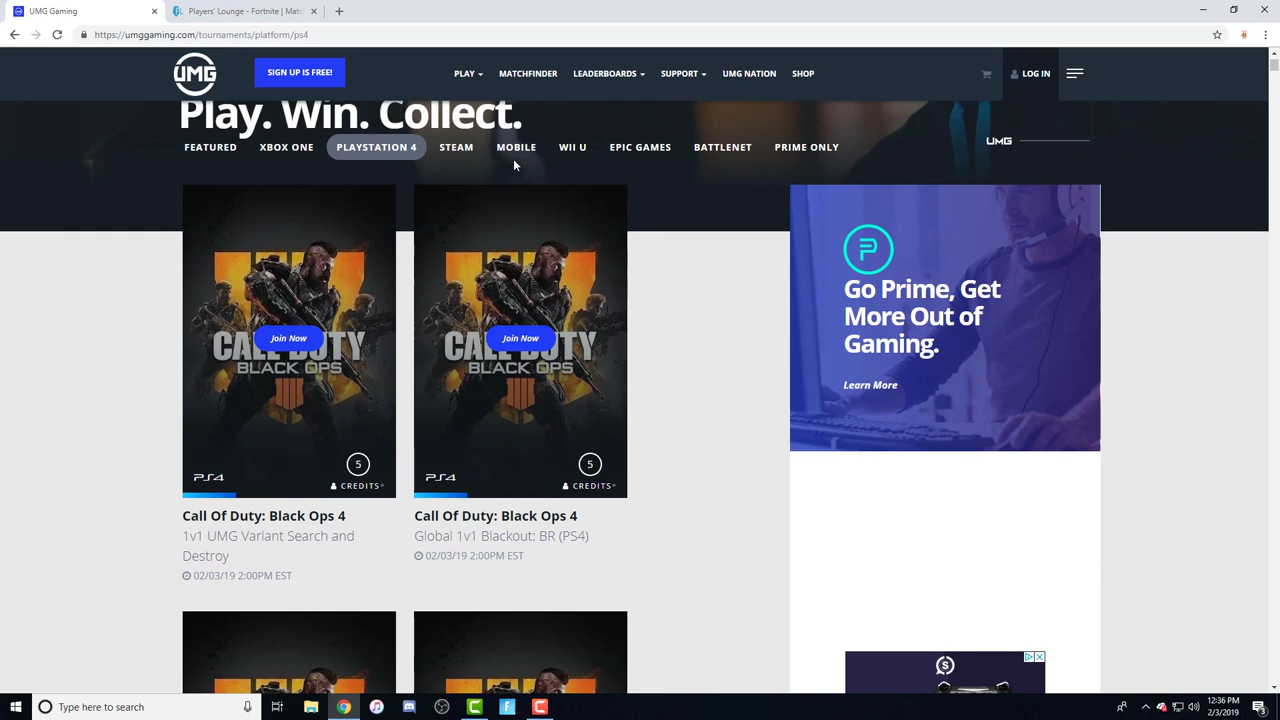 UMG Gaming
Players' Lounge - Fortnite | Matc
https://umggaming.com/tournaments/platform/ps4
UMG
SIGN UP IS FREE!
PLAY
MATCHFINDER
LEADERBOARDS
SUPPORT
UMG NATION
SHOP
LOG IN
Play. Win. Collect.
FEATURED
XBOX ONE
PLAYSTATION 4
STEAM
MOBILE
WII U
EPIC GAMES
BATTLENET
PRIME ONLY
UMG
Join Now
CALL OF DUTY
BLACK OPS
PS4
5
CREDITS^
Join Now
CALL OF DUTY
BLACK OPS
PS4
5
CREDITS^
Go Prime, Get
More Out of
Gaming.
Learn More
Call Of Duty: Black Ops 4
1v1 UMG Variant Search and
Destroy
02/03/19 2:00PM EST
Call Of Duty: Black Ops 4
Global 1v1 Blackout: BR (PS4)
02/03/19 2:00PM EST
Type here to search
12:36 PM
2/3/2019
3